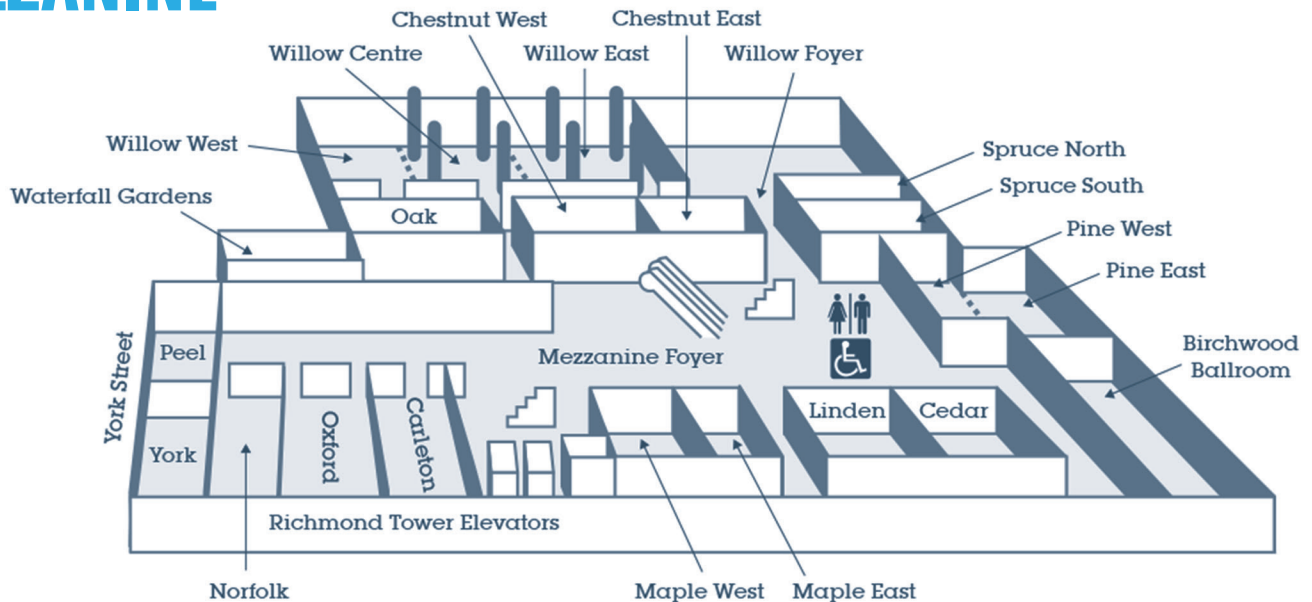 Chestnut West
Chestnut East
Willow Centre
Willow East
Willow Foyer
Willow West
Spruce North
Waterfall Gardens
Spruce South
Oak
Pine West
Pine East
York Street
Peel
Mezzanine Foyer
Birchwood
Ballroom
Oxford
Carleton
Linden
Cedar
York
Richmond Tower Elevators
Norfolk
Maple West
Maple East